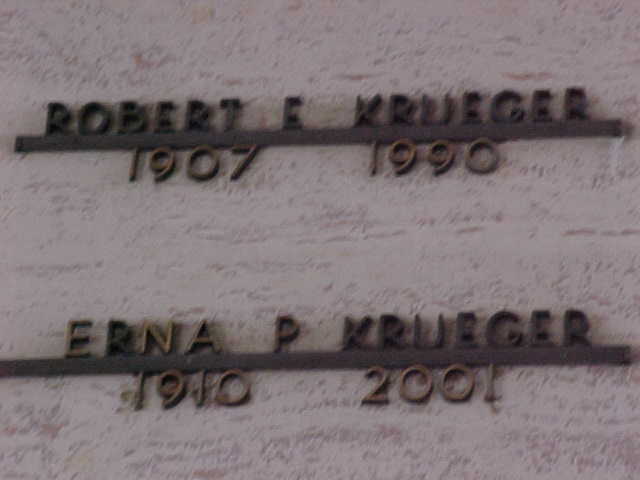 ROBERT E KRUEGER
1907 1990
ERNA P KRUEGER
1910 2001